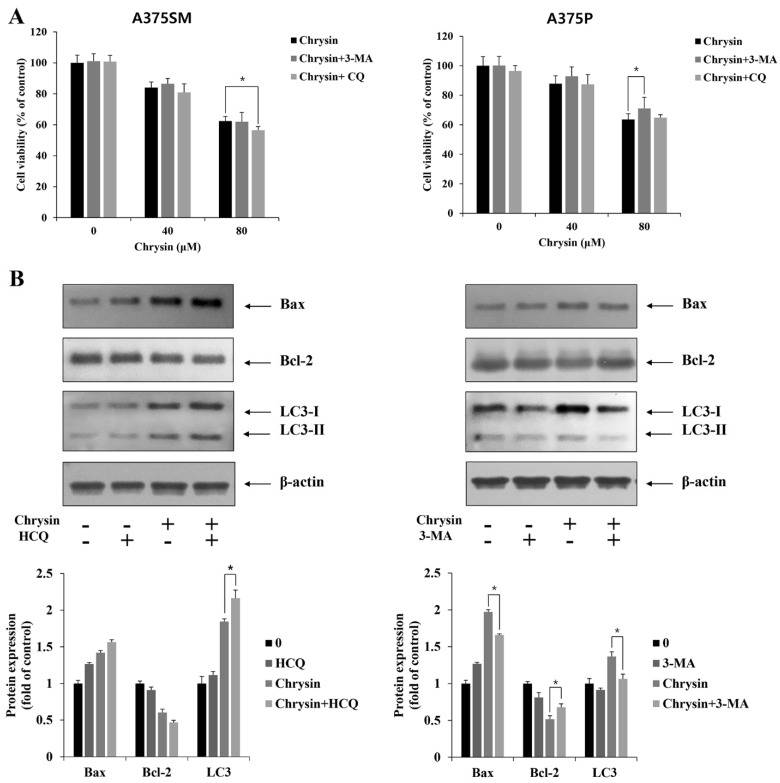 A
A375SM
Cell viability (% of control)
120
100
80
60
40
20
0
*
Chrysin
Chrysin+3-MA
Chrysin+ CQ
0
40
80
Chrysin (μM)
A375P
Cell viability (% of control)
120
100
80
60
40
20
0
*
Chrysin
Chrysin+3-MA
Chrysin+CQ
0
40
80
Chrysin (μM)
B
Bax
Bcl-2
LC3-I
LC3-II
β-actin
Chrysin - - + +
HCQ - + - +
Bax
Bcl-2
LC3-I
LC3-II
β-actin
Chrysin - - + +
3-MA - + - +
Protein expression
(fold of control)
2.5
2
1.5
1
0.5
0
*
0
HCQ
Chrysin
Chrysin+HCQ
Bax
Bcl-2
LC3
Protein expression
(fold of control)
2.5
2
1.5
1
0.5
0
*
*
*
0
3-MA
Chrysin
Chrysin+3-MA
Bax
Bcl-2
LC3